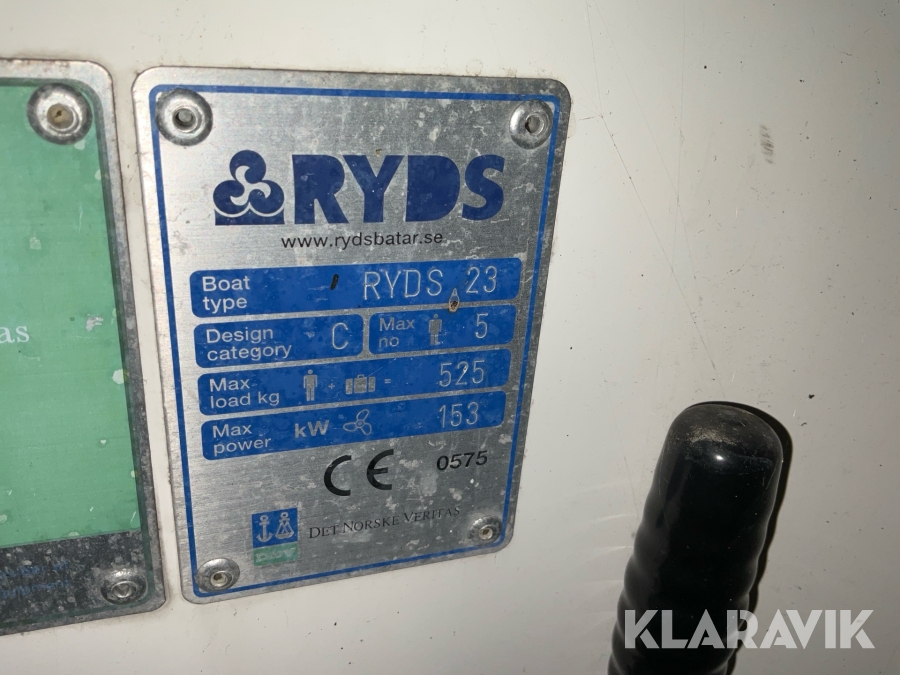 as
RYDS
www.rydsbatar.se
Boat type RYDS 23
Design category C Max no 5
Max load kg + = 525
Max power kW 153
CE 0575
DNV
DET NORSKE VERITAS
KLARAVIK